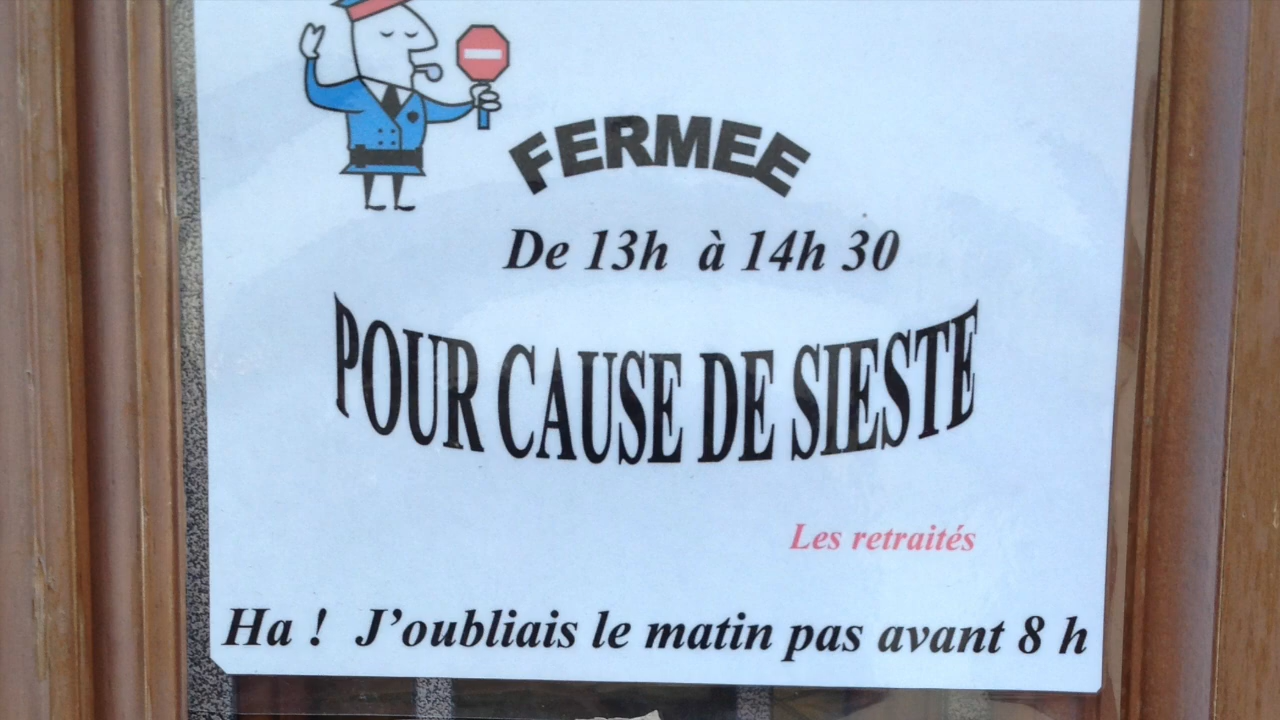 FERMEE
De 13h à 14h 30
POUR CAUSE DE SIESTE
Les retraités
Ha ! J'oubliais le matin pas avant 8 h